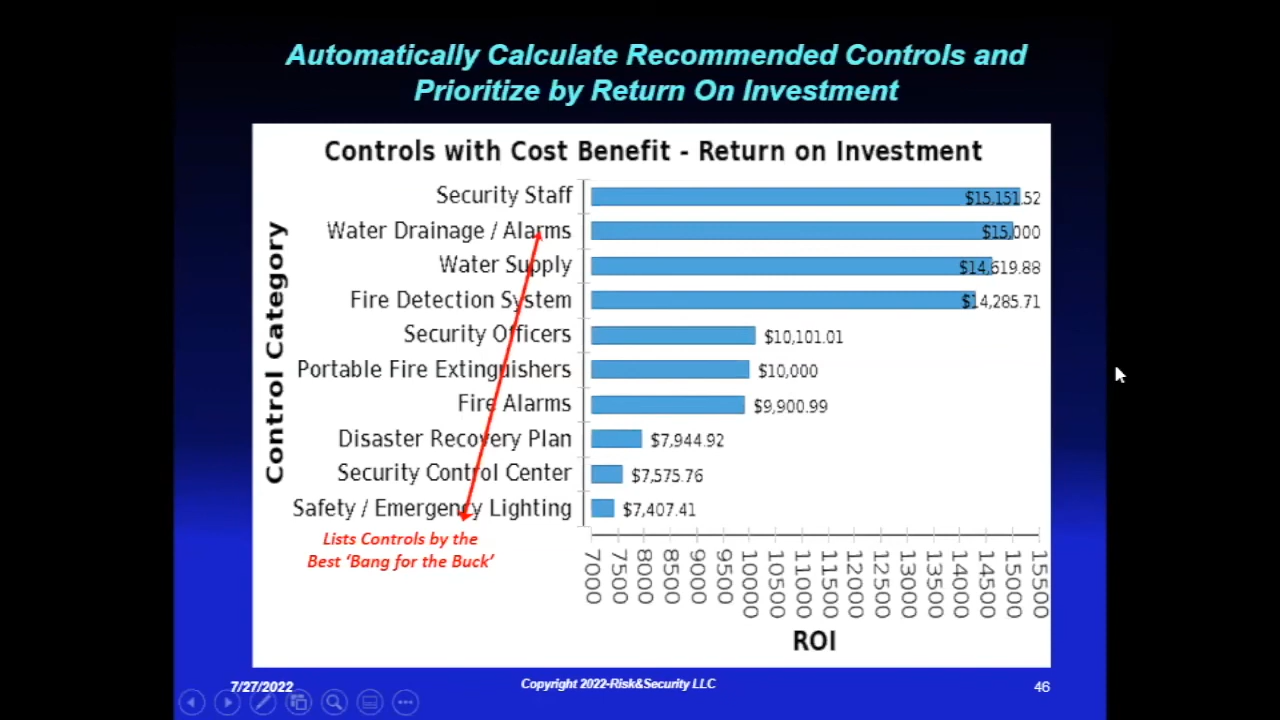 Automatically Calculate Recommended Controls and
Prioritize by Return On Investment
Controls with Cost Benefit - Return on Investment
Control Category
Security Staff
$15,151.52
Water Drainage / Alarms
$15,000
Water Supply
$14,619.88
Fire Detection System
$14,285.71
Security Officers
$10,101.01
Portable Fire Extinguishers
$10,000
Fire Alarms
$9,900.99
Disaster Recovery Plan
$7,944.92
Security Control Center
$7,575.76
Safety / Emergency Lighting
$7,407.41
Lists Controls by the
Best ‘Bang for the Buck’
7000
7500
8000
8500
9000
9500
10000
10500
11000
11500
12000
12500
13000
13500
14000
14500
15000
15500
ROI
7/27/2022
Copyright 2022-Risk&Security LLC
46